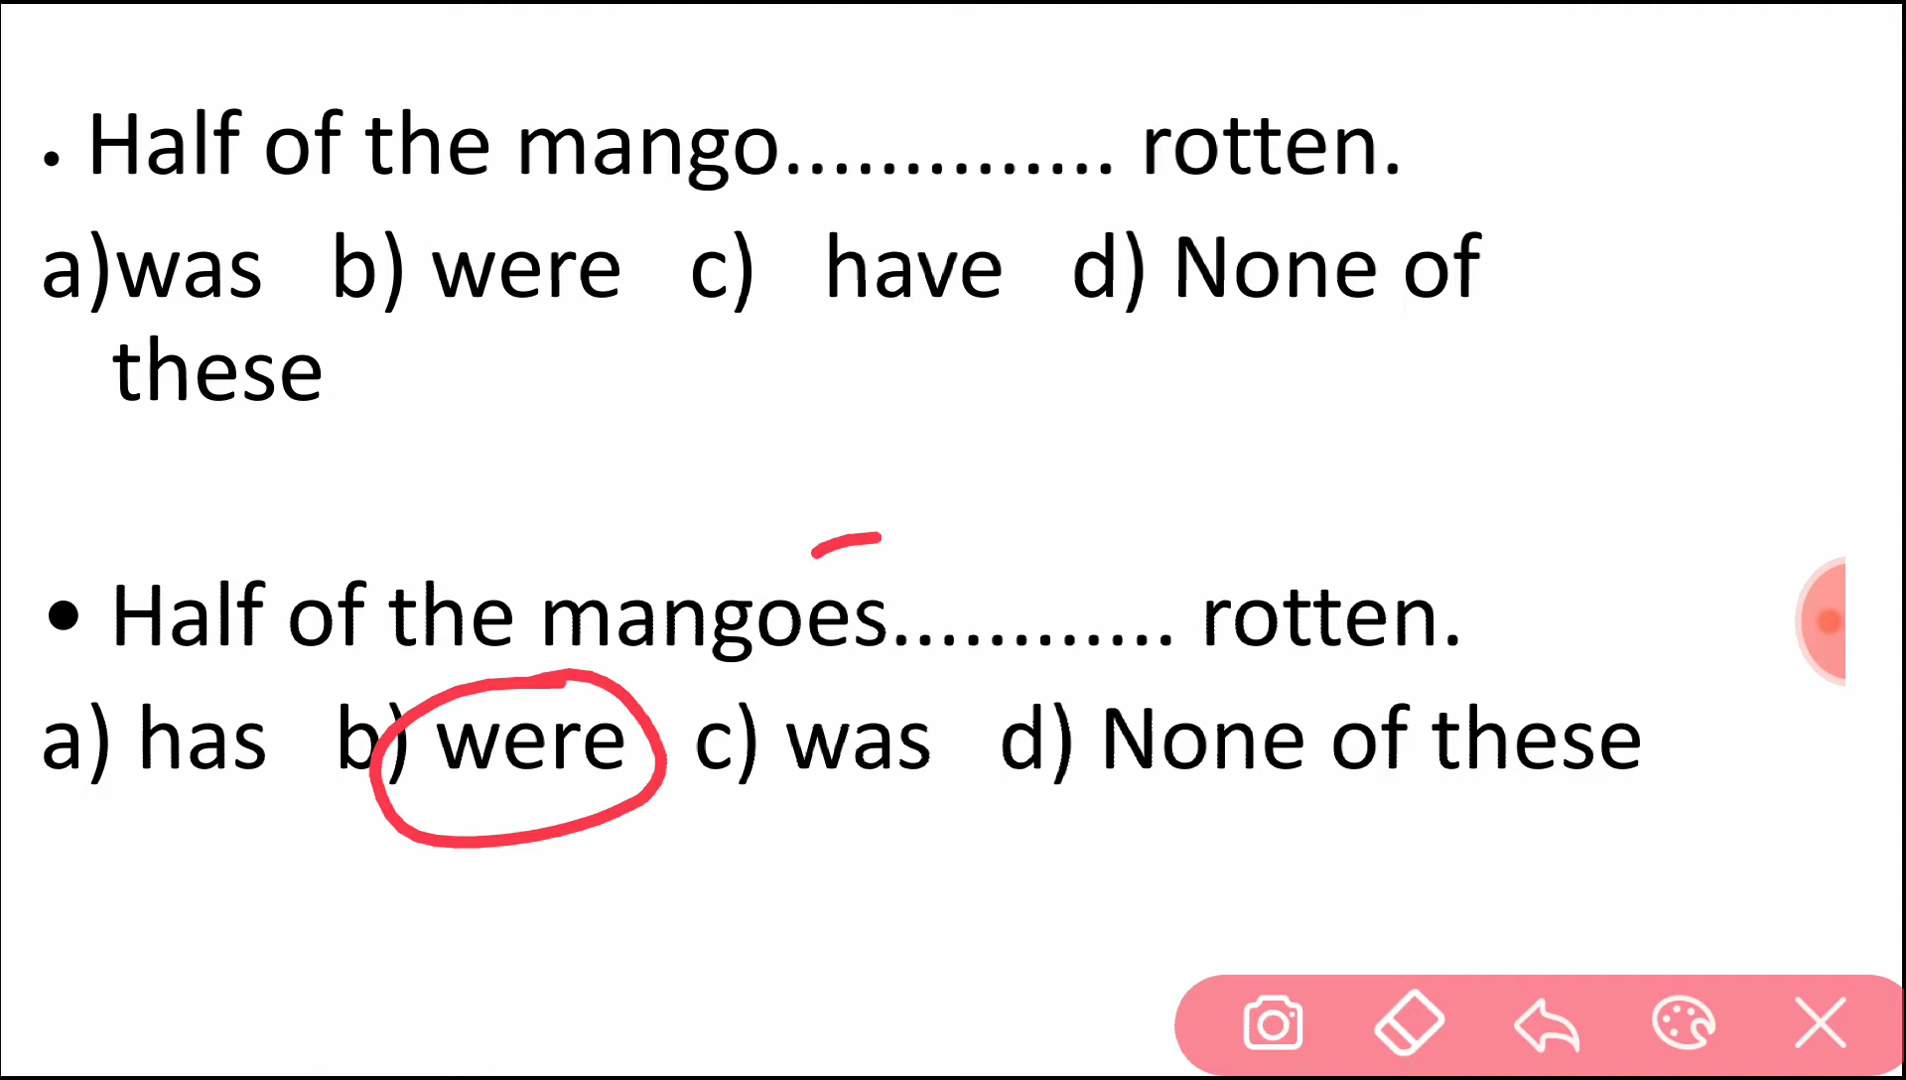 • Half of the mango.............. rotten.
a)was b) were c) have d) None of
these
• Half of the mangoes............ rotten.
a) has b) were c) was d) None of these